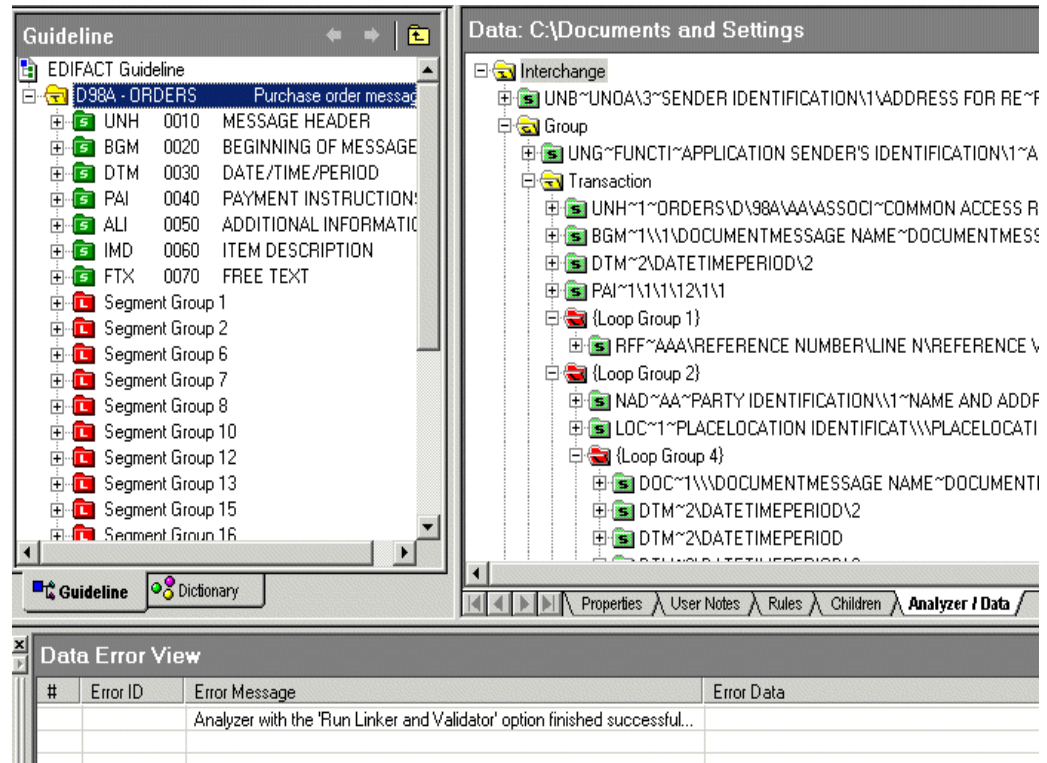 Guideline
EDIFACT Guideline
D98A - ORDERS Purchase order messag
UNH 0010 MESSAGE HEADER
BGM 0020 BEGINNING OF MESSAGE
DTM 0030 DATE/TIME/PERIOD
PAI 0040 PAYMENT INSTRUCTION
ALI 0050 ADDITIONAL INFORMATI
IMD 0060 ITEM DESCRIPTION
FTX 0070 FREE TEXT
Segment Group 1
Segment Group 2
Segment Group 6
Segment Group 7
Segment Group 8
Segment Group 10
Segment Group 12
Segment Group 13
Segment Group 15
Segment Group 16
Guideline Dictionary
Data: C:\Documents and Settings
Interchange
UNB~UNOA\3~SENDER IDENTIFICATION\1\ADDRESS FOR RE~
Group
UNG~FUNCTI~APPLICATION SENDER'S IDENTIFICATION\1~A
Transaction
UNH~1~ORDERS\D\98A\AA\ASSOCI~COMMON ACCESS R
BGM~1\\1\DOCUMENTMESSAGE NAME~DOCUMENTMESS
DTM~2\DATETIMEPERIOD\2
PAI~1\1\1\12\1\1
{Loop Group 1}
RFF~AAA\REFERENCE NUMBER\LINE N\REFERENCE
{Loop Group 2}
NAD~AA~PARTY IDENTIFICATION\\1~NAME AND ADDR
LOC~1~PLACELOCATION IDENTIFICAT\\\PLACELOCATI
{Loop Group 4}
DOC~1\\\DOCUMENTMESSAGE NAME~DOCUMENT
DTM~2\DATETIMEPERIOD\2
DTM~2\DATETIMEPERIOD
Properties User Notes Rules Children Analyzer / Data
Data Error View
# Error ID Error Message Error Data
Analyzer with the 'Run Linker and Validator' option finished successful...